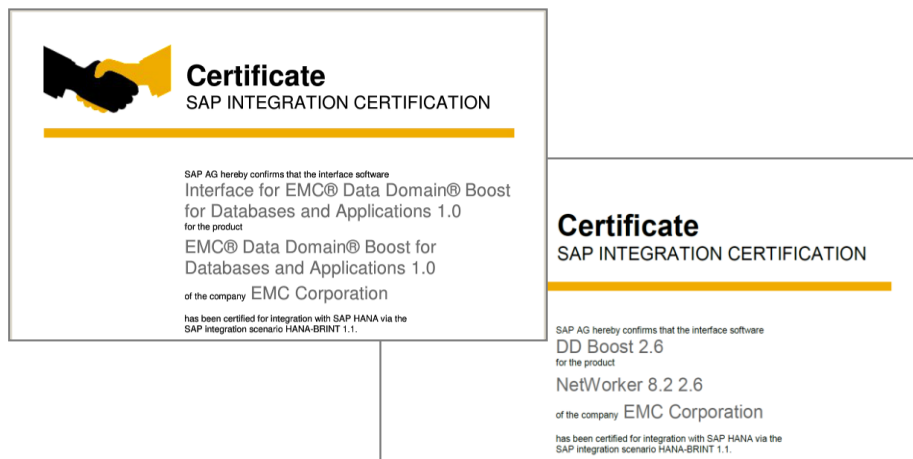 Certificate
SAP INTEGRATION CERTIFICATION
SAP AG hereby confirms that the interface software
Interface for EMC® Data Domain® Boost
for Databases and Applications 1.0
for the product
EMC® Data Domain® Boost for
Databases and Applications 1.0
of the company EMC Corporation
has been certified for integration with SAP HANA via the
SAP integration scenario HANA-BRINT 1.1.
Certificate
SAP INTEGRATION CERTIFICATION
SAP AG hereby confirms that the interface software
DD Boost 2.6
for the product
NetWorker 8.2 2.6
of the company EMC Corporation
has been certified for integration with SAP HANA via the
SAP integration scenario HANA-BRINT 1.1.